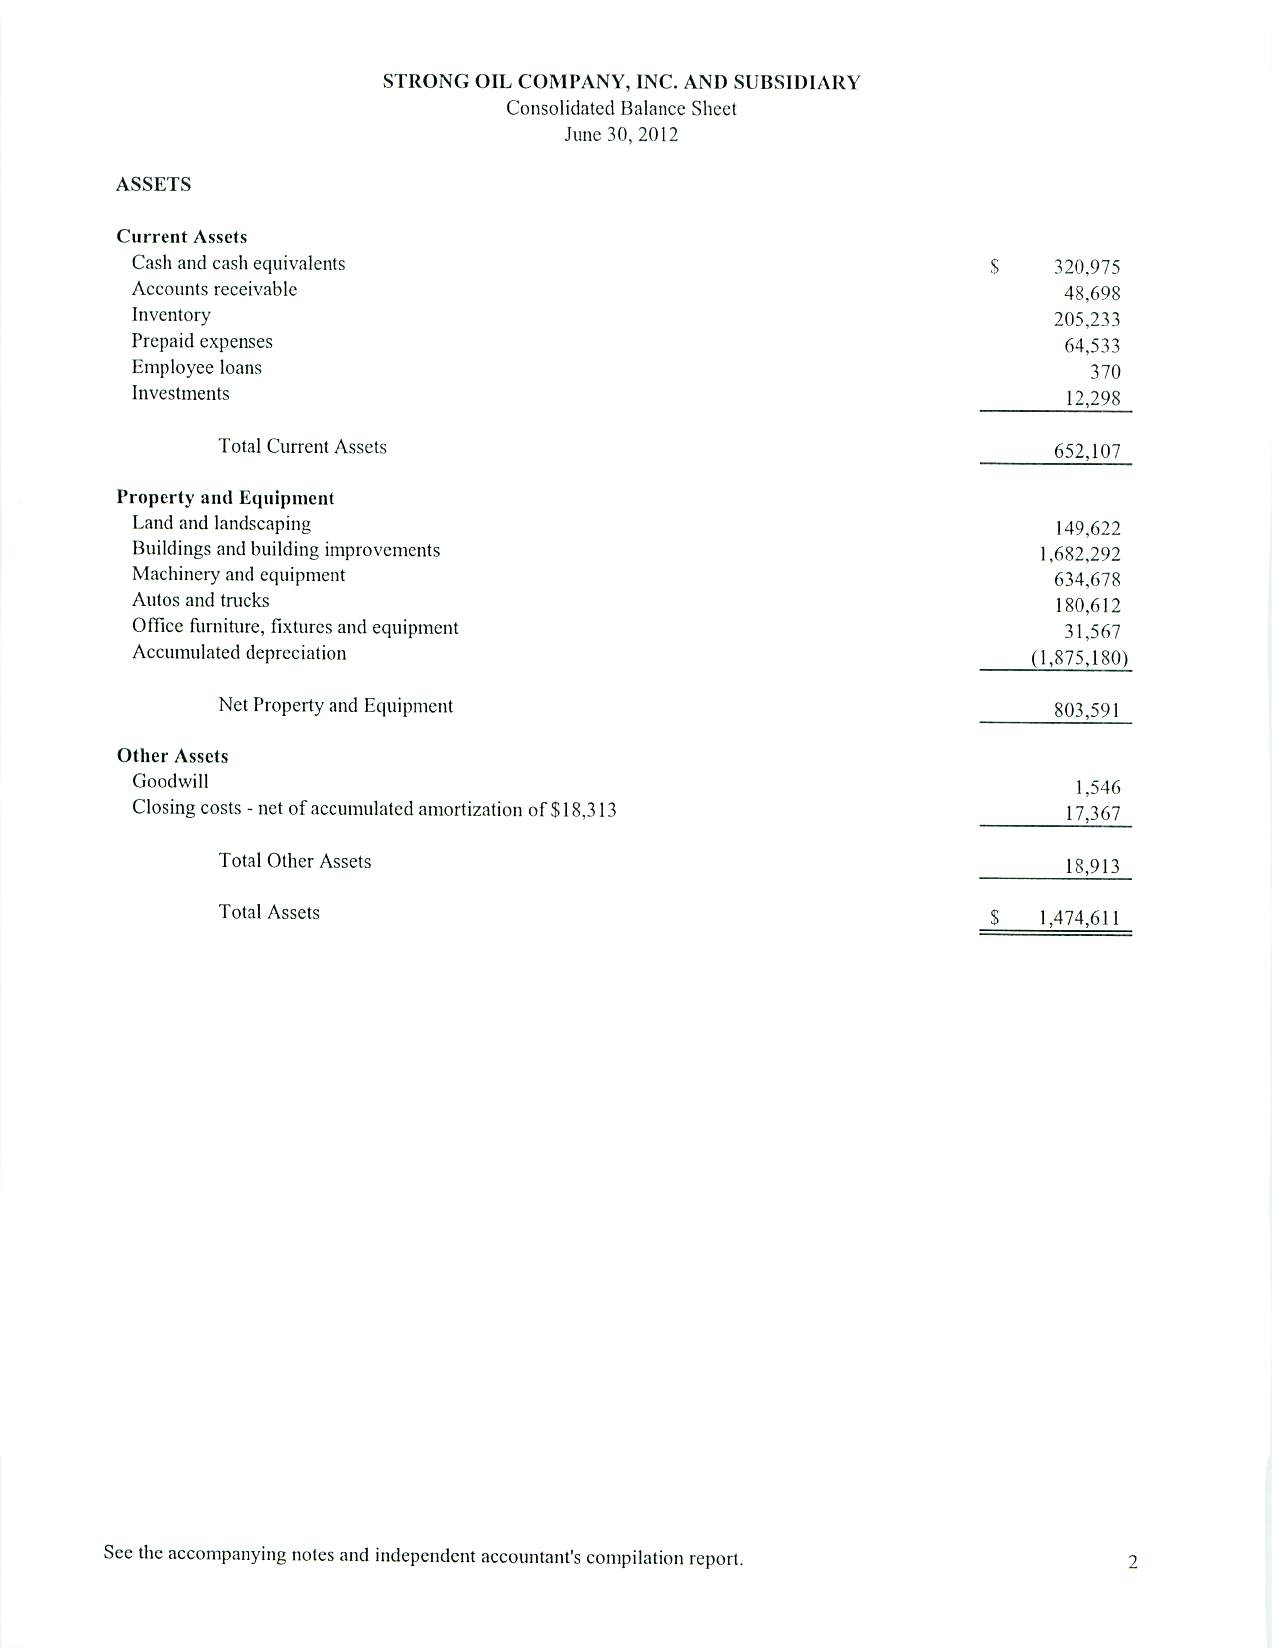 STRONG OIL COMPANY, INC. AND SUBSIDIARY
Consolidated Balance Sheet
June 30, 2012
ASSETS
Current Assets
Cash and cash equivalents $ 320,975
Accounts receivable 48,698
Inventory 205,233
Prepaid expenses 64,533
Employee loans 370
Investments 12,298
Total Current Assets 652,107
Property and Equipment
Land and landscaping 149,622
Buildings and building improvements 1,682,292
Machinery and equipment 634,678
Autos and trucks 180,612
Office furniture, fixtures and equipment 31,567
Accumulated depreciation (1,875,180)
Net Property and Equipment 803,591
Other Assets
Goodwill 1,546
Closing costs - net of accumulated amortization of $18,313 17,367
Total Other Assets 18,913
Total Assets $ 1,474,611
See the accompanying notes and independent accountant's compilation report. 2